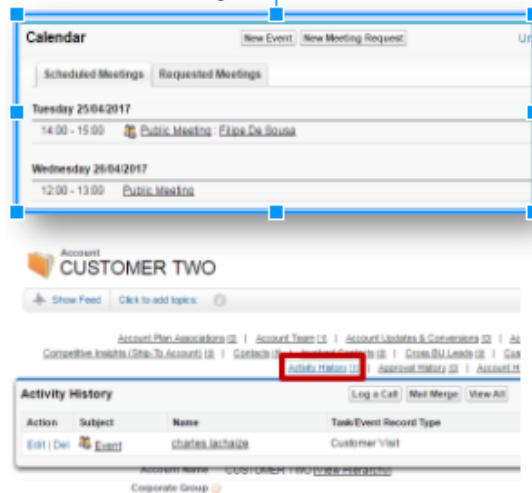 Calendar
New Event New Meeting Request
Scheduled Meetings Requested Meetings
Tuesday 25/04/2017
14:00 - 15:00 Public Meeting : Filipe De Sousa
Wednesday 26/04/2017
12:00 - 13:00 Public Meeting
Account
CUSTOMER TWO
Show Feed Click to add topics:
Account Plan Associations | Account Team | Account Updates & Conversions
Competitive Insights (Ship-To Account) | Contacts | Cross BU Leads
Activity History | Approval History | Account
Activity History
Log a Call Mail Merge View All
Action Subject Name Task/Event Record Type
Edit | Del Event charles lachaize Customer Visit
Account Name CUSTOMER TWO [View Hierarchy]
Corporate Group